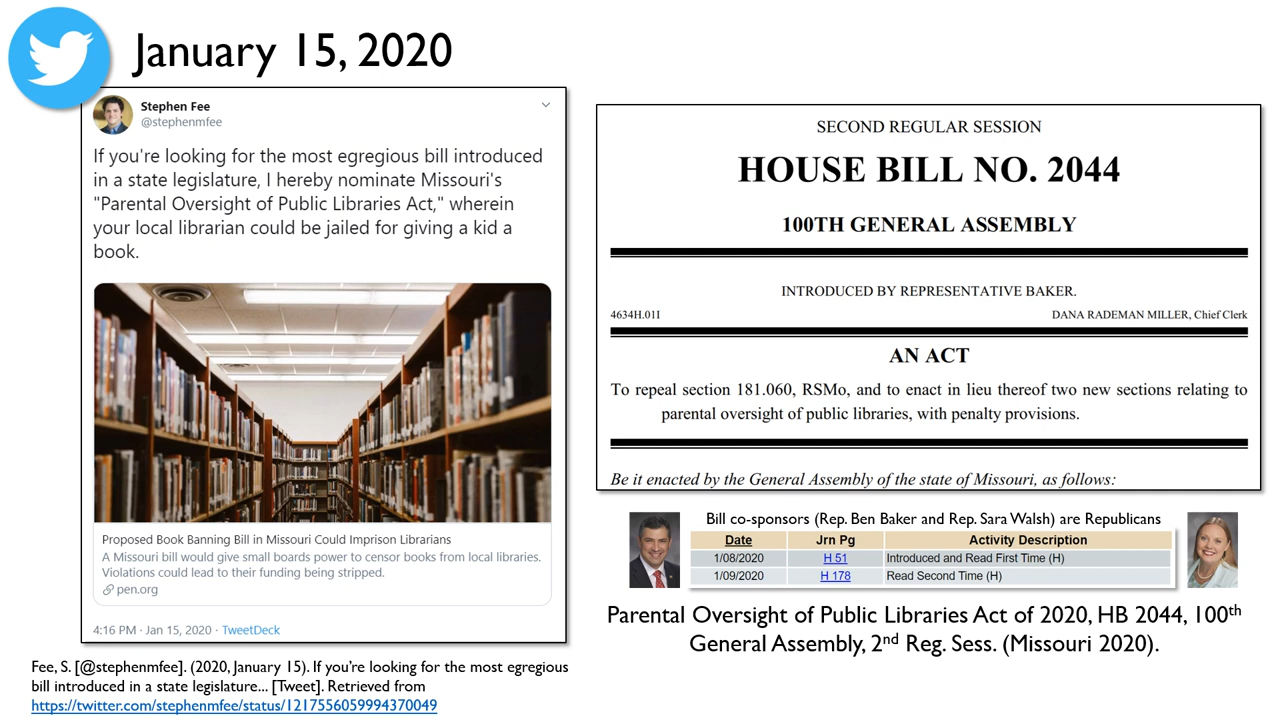 January 15, 2020
Stephen Fee
@stephenmfee
If you're looking for the most egregious bill introduced
in a state legislature, I hereby nominate Missouri's
"Parental Oversight of Public Libraries Act," wherein
your local librarian could be jailed for giving a kid a
book.
Proposed Book Banning Bill in Missouri Could Imprison Librarians
A Missouri bill would give small boards power to censor books from local libraries.
Violations could lead to their funding being stripped.
pen.org
4:16 PM · Jan 15, 2020 · TweetDeck
Fee, S. [@stephenmfee]. (2020, January 15). If you're looking for the most egregious
bill introduced in a state legislature... [Tweet]. Retrieved from
https://twitter.com/stephenmfee/status/1217556059994370049
SECOND REGULAR SESSION
HOUSE BILL NO. 2044
100TH GENERAL ASSEMBLY
INTRODUCED BY REPRESENTATIVE BAKER.
4634H.01I DANA RADEMAN MILLER, Chief Clerk
AN ACT
To repeal section 181.060, RSMo, and to enact in lieu thereof two new sections relating to
parental oversight of public libraries, with penalty provisions.
Be it enacted by the General Assembly of the state of Missouri, as follows:
Bill co-sponsors (Rep. Ben Baker and Rep. Sara Walsh) are Republicans
Date Jrn Pg Activity Description
1/08/2020 H 51 Introduced and Read First Time (H)
1/09/2020 H 178 Read Second Time (H)
Parental Oversight of Public Libraries Act of 2020, HB 2044, 100th
General Assembly, 2nd Reg. Sess. (Missouri 2020).